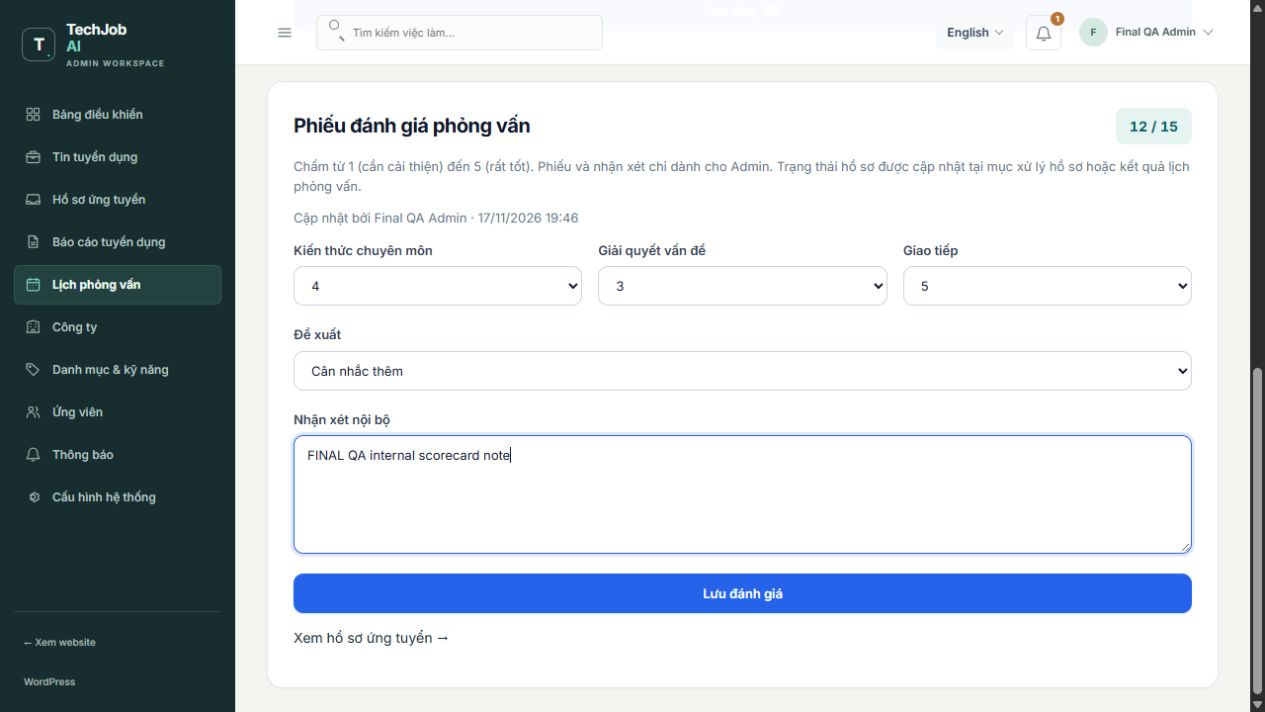 TechJob
AI
ADMIN WORKSPACE
T.
Bảng điều khiển
Tin tuyển dụng
Hồ sơ ứng tuyển
Báo cáo tuyển dụng
Lịch phỏng vấn
Công ty
Danh mục & kỹ năng
Ứng viên
Thông báo
Cấu hình hệ thống
← Xem website
WordPress
Lưu thay đổi
Tìm kiếm việc làm...
English
1
F
Final QA Admin
Phiếu đánh giá phỏng vấn
12 / 15
Chấm từ 1 (cần cải thiện) đến 5 (rất tốt). Phiếu và nhận xét chỉ dành cho Admin. Trạng thái hồ sơ được cập nhật tại mục xử lý hồ sơ hoặc kết quả lịch
phỏng vấn.
Cập nhật bởi Final QA Admin · 17/11/2026 19:46
Kiến thức chuyên môn
Giải quyết vấn đề
Giao tiếp
4
3
5
Đề xuất
Cân nhắc thêm
Nhận xét nội bộ
FINAL QA internal scorecard note
Lưu đánh giá
Xem hồ sơ ứng tuyển →